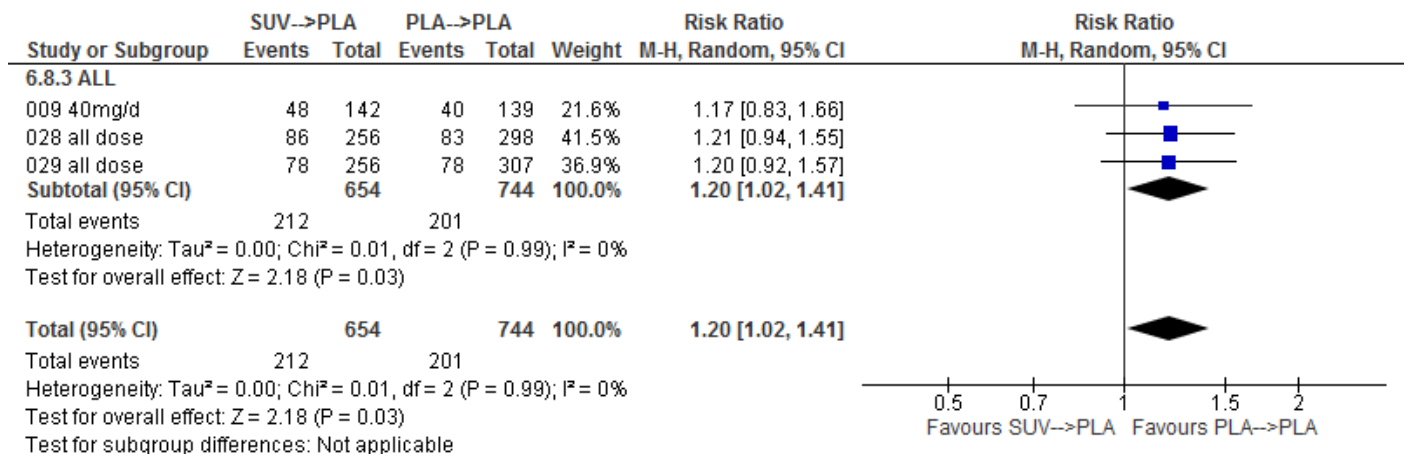 SUV-->PLA PLA-->PLA Risk Ratio Risk Ratio
Study or Subgroup Events Total Events Total Weight M-H, Random, 95% CI M-H, Random, 95% CI
6.8.3 ALL
009 40mg/d 48 142 40 139 21.6% 1.17 [0.83, 1.66]
028 all dose 86 256 83 298 41.5% 1.21 [0.94, 1.55]
029 all dose 78 256 78 307 36.9% 1.20 [0.92, 1.57]
Subtotal (95% CI) 654 744 100.0% 1.20 [1.02, 1.41]
Total events 212 201
Heterogeneity: Tau² = 0.00; Chi² = 0.01, df = 2 (P = 0.99); I² = 0%
Test for overall effect: Z = 2.18 (P = 0.03)
Total (95% CI) 654 744 100.0% 1.20 [1.02, 1.41]
Total events 212 201
Heterogeneity: Tau² = 0.00; Chi² = 0.01, df = 2 (P = 0.99); I² = 0%
Test for overall effect: Z = 2.18 (P = 0.03)
Test for subgroup differences: Not applicable
0.5 0.7 1 1.5 2
Favours SUV-->PLA Favours PLA-->PLA